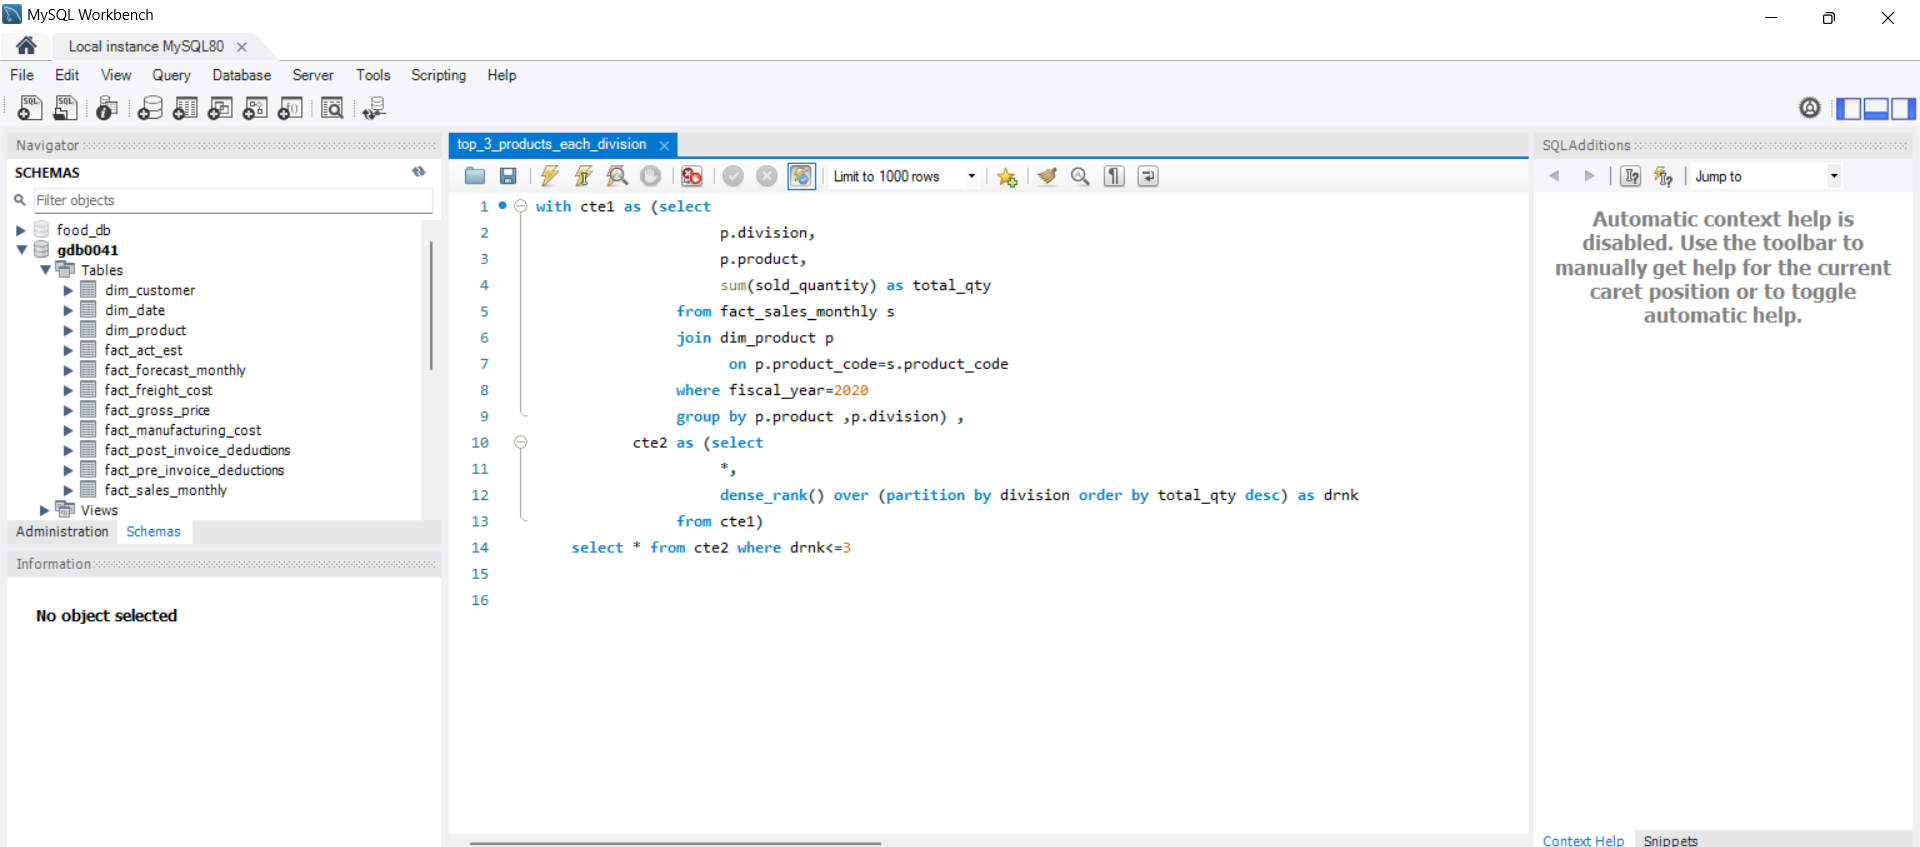 MySQL Workbench
Local instance MySQL80
File Edit View Query Database Server Tools Scripting Help
Navigator
SCHEMAS
Filter objects
food_db
gdb0041
Tables
dim_customer
dim_date
dim_product
fact_act_est
fact_forecast_monthly
fact_freight_cost
fact_gross_price
fact_manufacturing_cost
fact_post_invoice_deductions
fact_pre_invoice_deductions
fact_sales_monthly
Views
Administration Schemas
Information
No object selected
top_3_products_each_division
Limit to 1000 rows
1 with cte1 as (select
2 p.division,
3 p.product,
4 sum(sold_quantity) as total_qty
5 from fact_sales_monthly s
6 join dim_product p
7 on p.product_code=s.product_code
8 where fiscal_year=2020
9 group by p.product ,p.division) ,
10 cte2 as (select
11 *,
12 dense_rank() over (partition by division order by total_qty desc) as drnk
13 from cte1)
14 select * from cte2 where drnk<=3
15
16
SQLAdditions
Jump to
Automatic context help is
disabled. Use the toolbar to
manually get help for the current
caret position or to toggle
automatic help.
Context Help Snippets